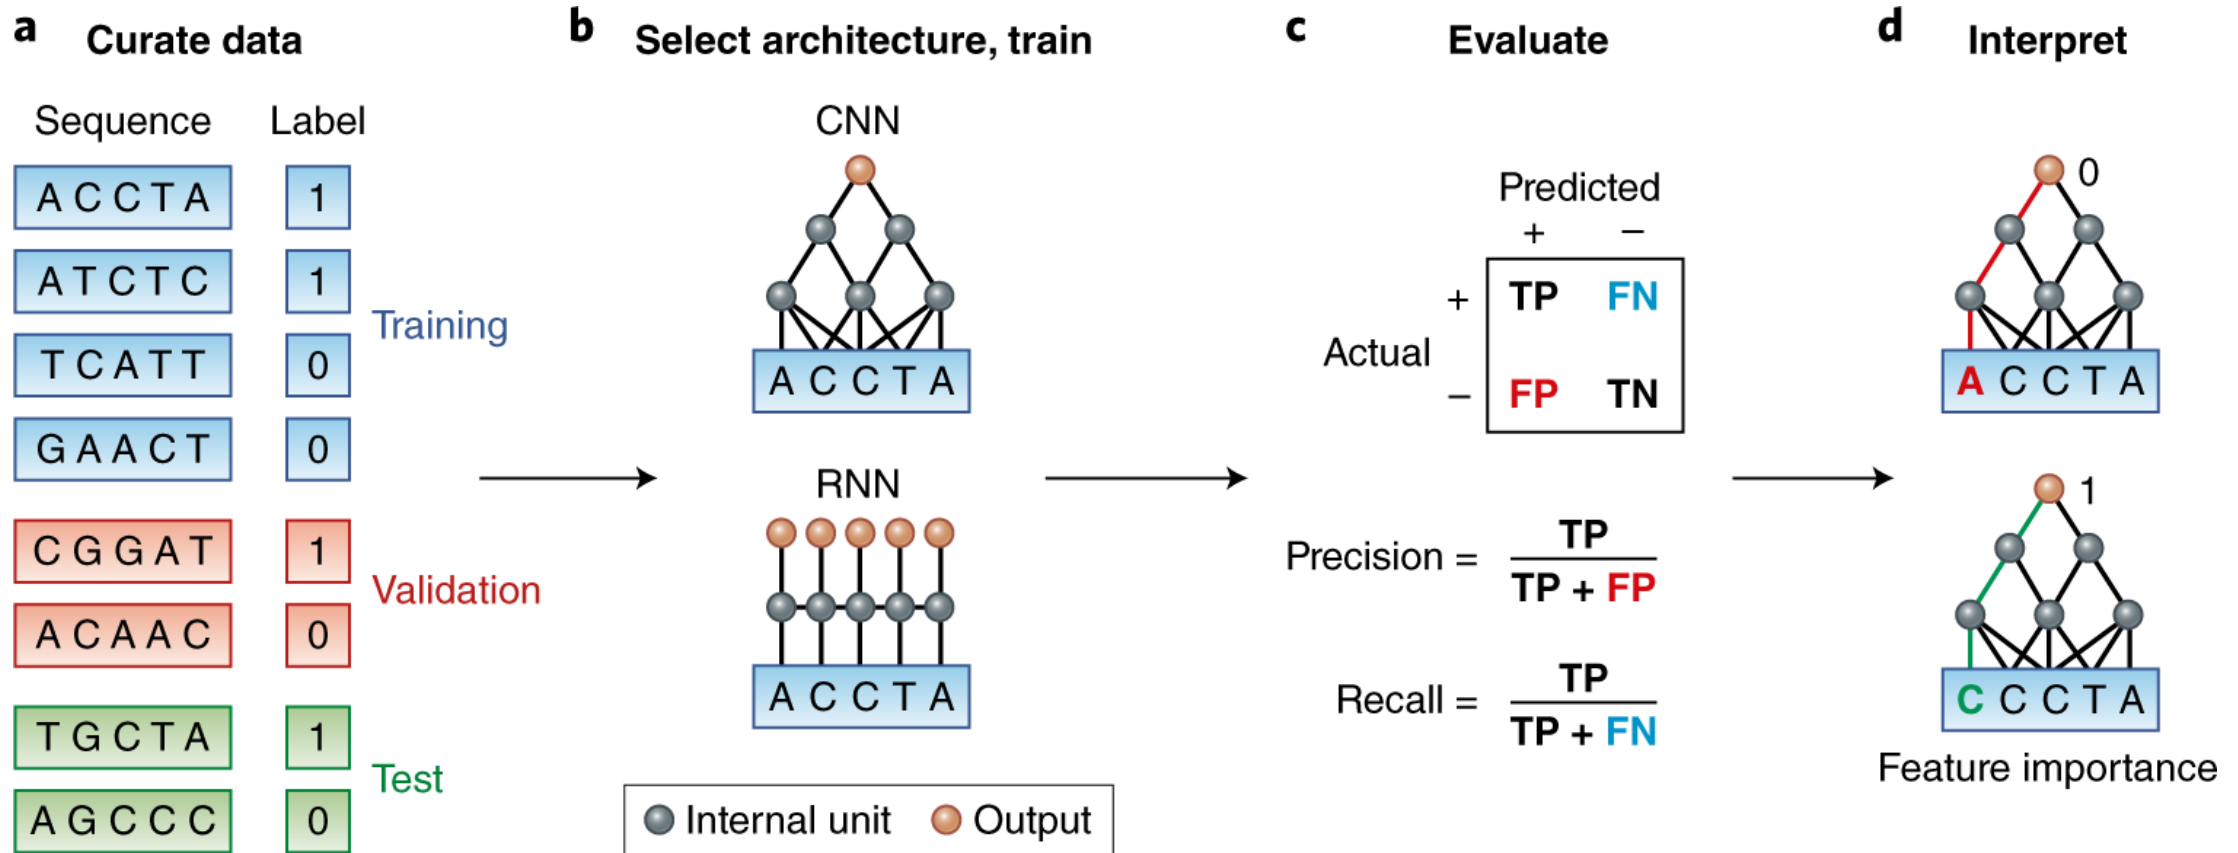 a Curate data
Sequence Label
A C C T A 1
A T C T C 1
T C A T T 0
G A A C T 0
Training
C G G A T 1
A C A A C 0
Validation
T G C T A 1
A G C C C 0
Test
b Select architecture, train
CNN
A C C T A
RNN
A C C T A
Internal unit Output
c Evaluate
Predicted
+ −
Actual
+ TP FN
− FP TN
Precision = TP
TP + FP
Recall = TP
TP + FN
d Interpret
0
A C C T A
1
C C C T A
Feature importance